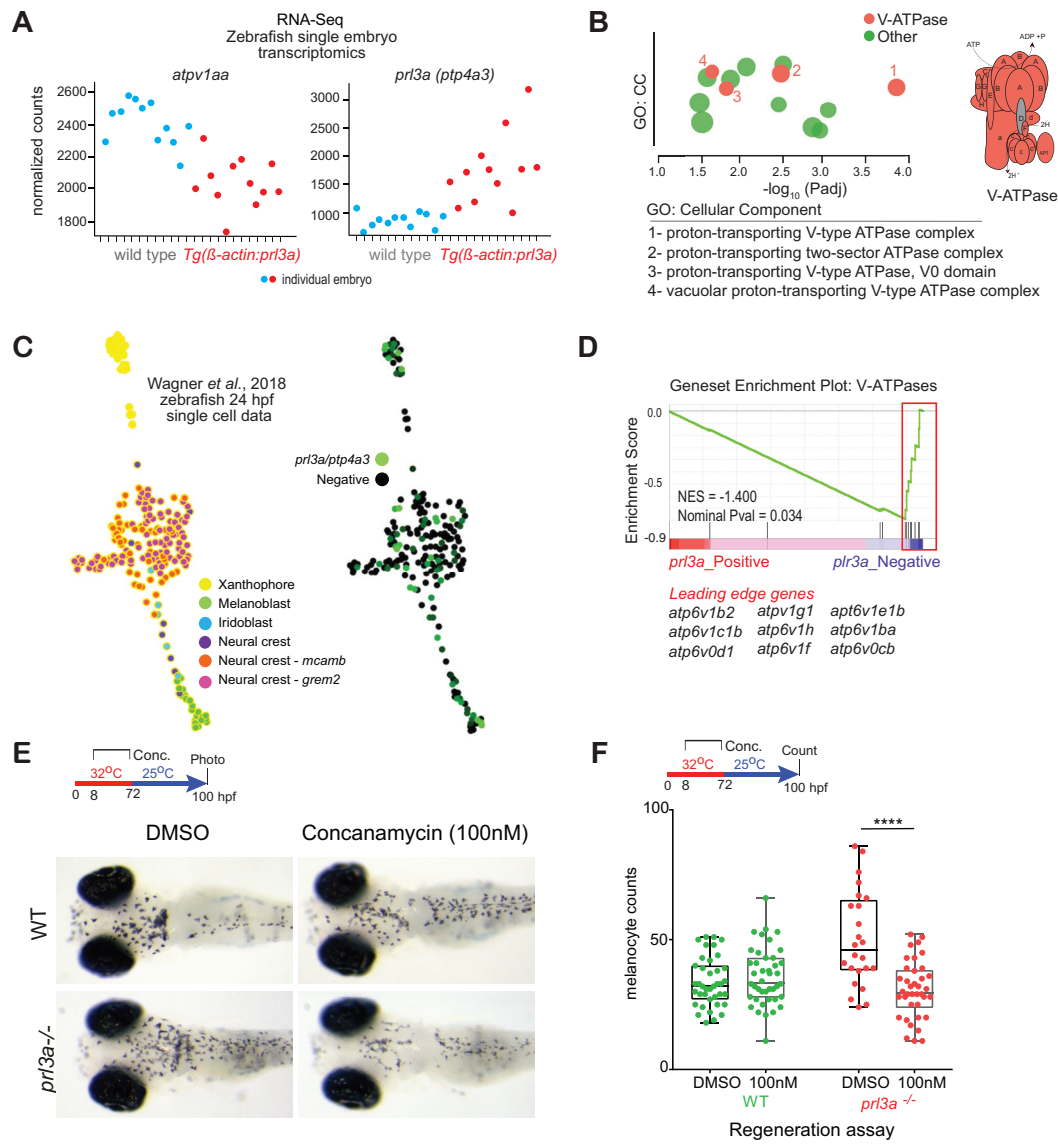 A
RNA-Seq
Zebrafish single embryo
transcriptomics
atpv1aa
prl3a (ptp4a3)
normalized counts
2600
2400
2200
2000
1800
3000
2500
2000
1500
1000
wild type Tg(ß-actin:prl3a)
wild type Tg(ß-actin:prl3a)
individual embryo
B
V-ATPase
Other
GO: CC
4
3
2
1
1.0 1.5 2.0 2.5 3.0 3.5 4.0
-log10 (Padj)
ATP
ADP +P
A
B
A
B
A
B
E
H
a
D
d
2H
2H+
AP1
V-ATPase
GO: Cellular Component
1- proton-transporting V-type ATPase complex
2- proton-transporting two-sector ATPase complex
3- proton-transporting V-type ATPase, V0 domain
4- vacuolar proton-transporting V-type ATPase complex
C
Wagner et al., 2018
zebrafish 24 hpf
single cell data
prl3a/ptp4a3
Negative
Xanthophore
Melanoblast
Iridoblast
Neural crest
Neural crest - mcamb
Neural crest - grem2
D
Geneset Enrichment Plot: V-ATPases
Enrichment Score
0.0
-0.5
-0.9
NES = -1.400
Nominal Pval = 0.034
prl3a_Positive
plr3a_Negative
Leading edge genes
atp6v1b2 atpv1g1 apt6v1e1b
atp6v1c1b atp6v1h atp6v1ba
atp6v0d1 atp6v1f atp6v0cb
E
Conc.
Photo
32°C
25°C
0 8 72 100 hpf
DMSO
Concanamycin (100nM)
WT
prl3a-/-
F
Conc.
Count
32°C
25°C
0 8 72 100 hpf
melanocyte counts
100
50
0
****
DMSO 100nM DMSO 100nM
WT
prl3a -/-
Regeneration assay